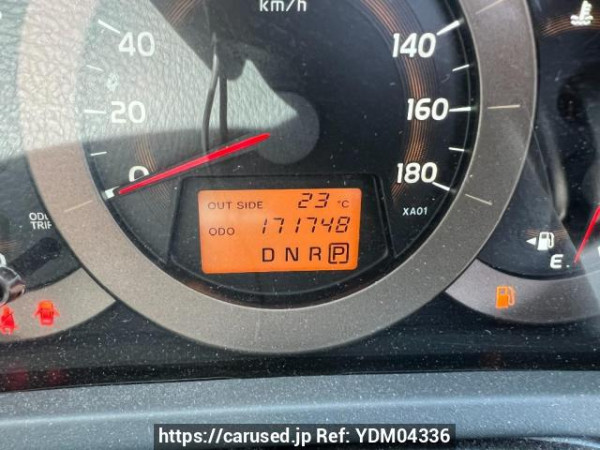 km/h
40
140
20
160
0
180
OUT SIDE 23 °C
ODO 171748
D N R P
XA01
ODO
TRIP
E
https://carused.jp Ref: YDM04336